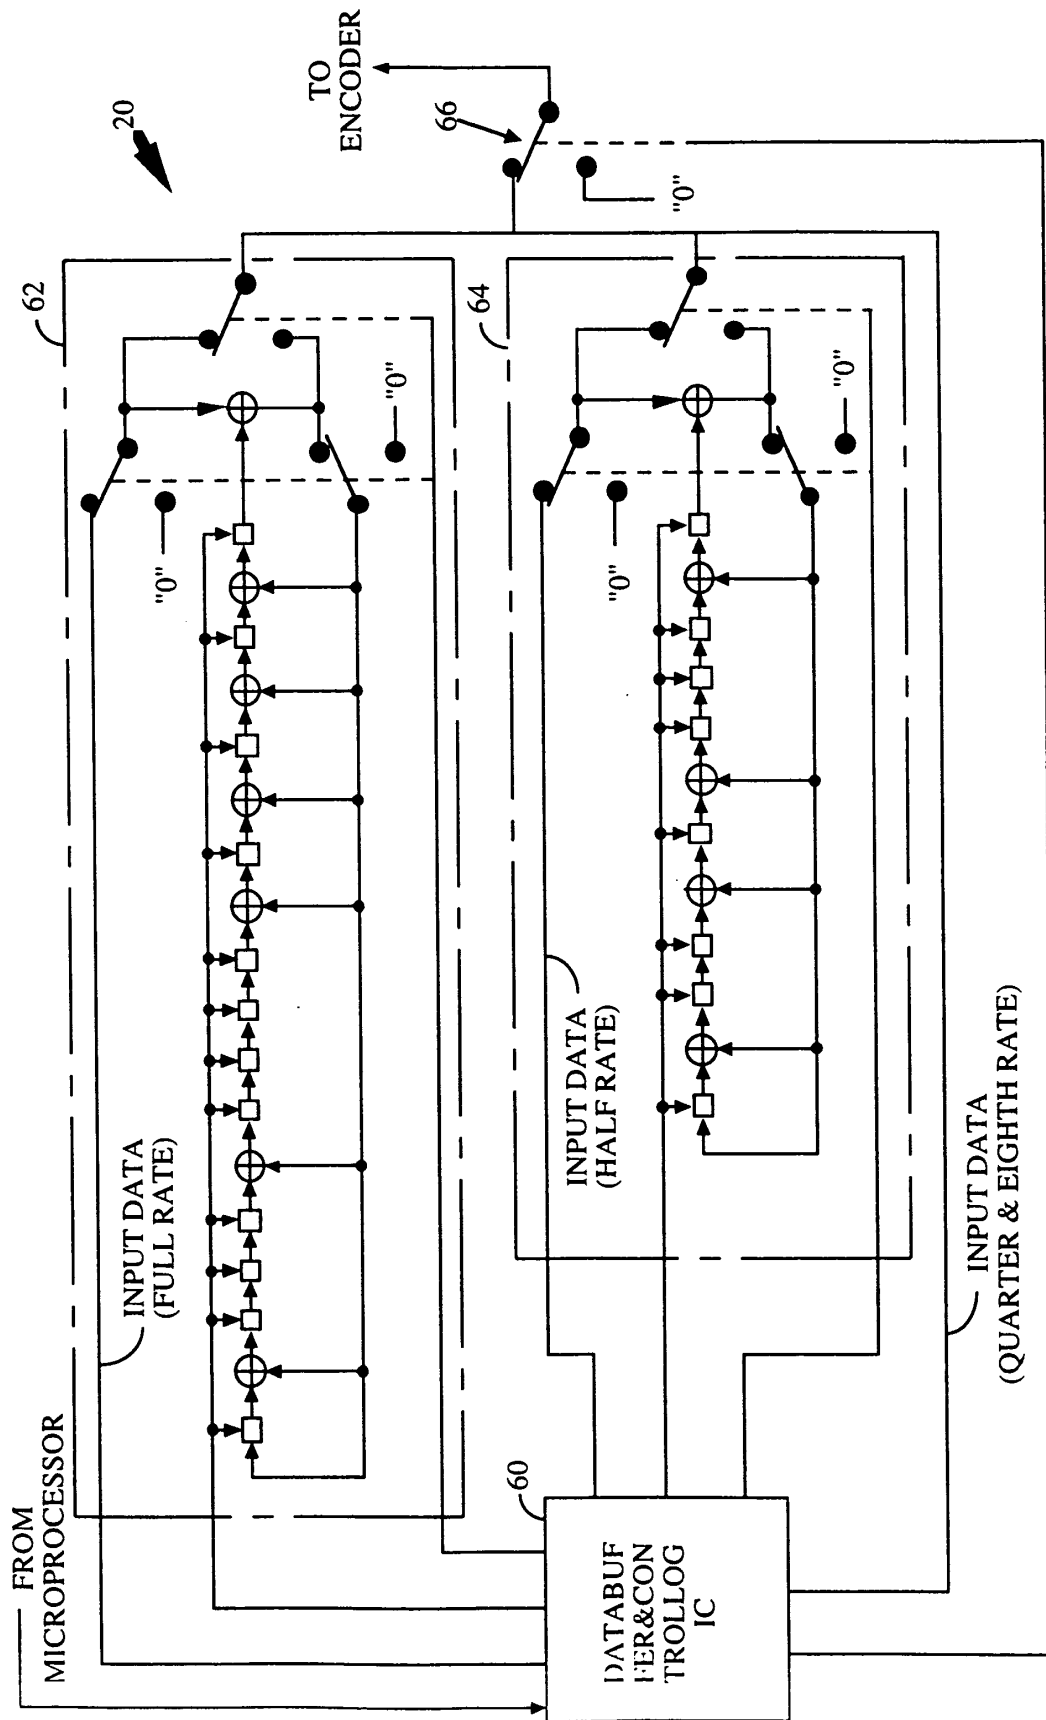 FROM
MICROPROCESSOR
INPUT DATA
(FULL RATE)
62
20
TO
ENCODER
66
"0"
"0"
"0"
64
"0"
"0"
INPUT DATA
(HALF RATE)
INPUT DATA
(QUARTER & EIGHTH RATE)
60
DATABUF
FER&CON
TROLLOG
IC